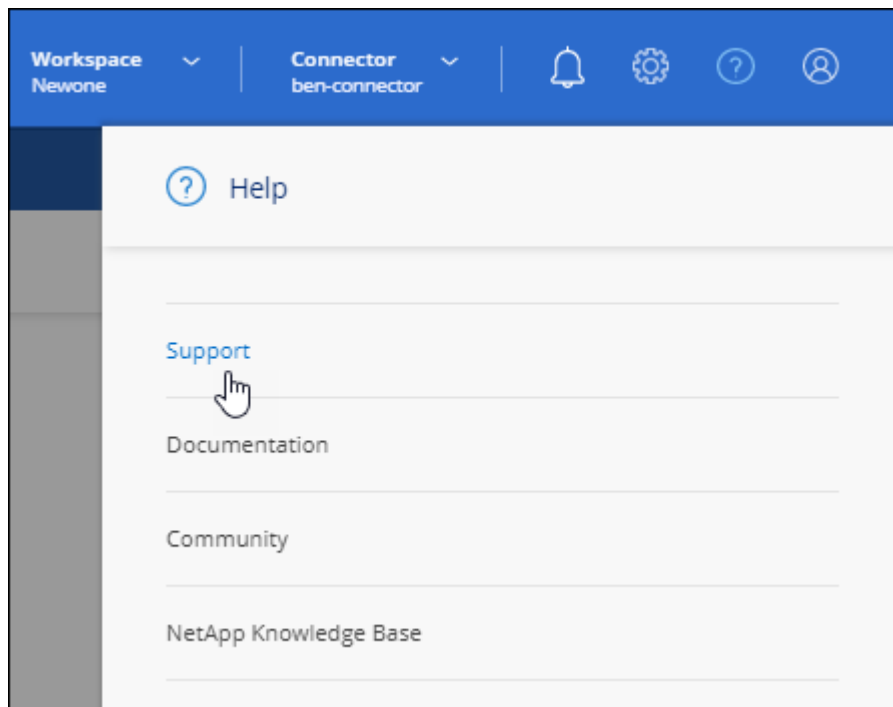 Workspace
Newone
Connector
ben-connector
Help
Support
Documentation
Community
NetApp Knowledge Base